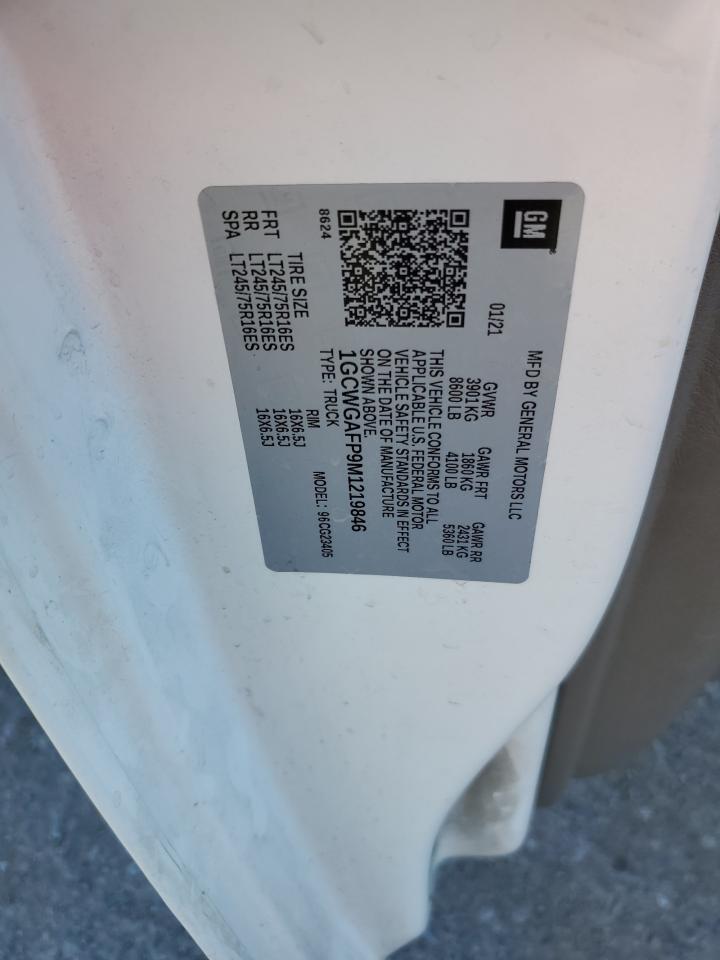 GM
MFD BY GENERAL MOTORS LLC
01/21
GVWR GAWR FRT GAWR RR
3901 KG 1860 KG 2431 KG
8600 LB 4100 LB 5360 LB
THIS VEHICLE CONFORMS TO ALL
APPLICABLE U.S. FEDERAL MOTOR
VEHICLE SAFETY STANDARDS IN EFFECT
ON THE DATE OF MANUFACTURE
SHOWN ABOVE.
1GCWGAFP9M1219846
8624
TYPE: TRUCK MODEL: 96CG23405
TIRE SIZE RIM
FRT LT245/75R16ES 16X6.5J
RR LT245/75R16ES 16X6.5J
SPA LT245/75R16ES 16X6.5J